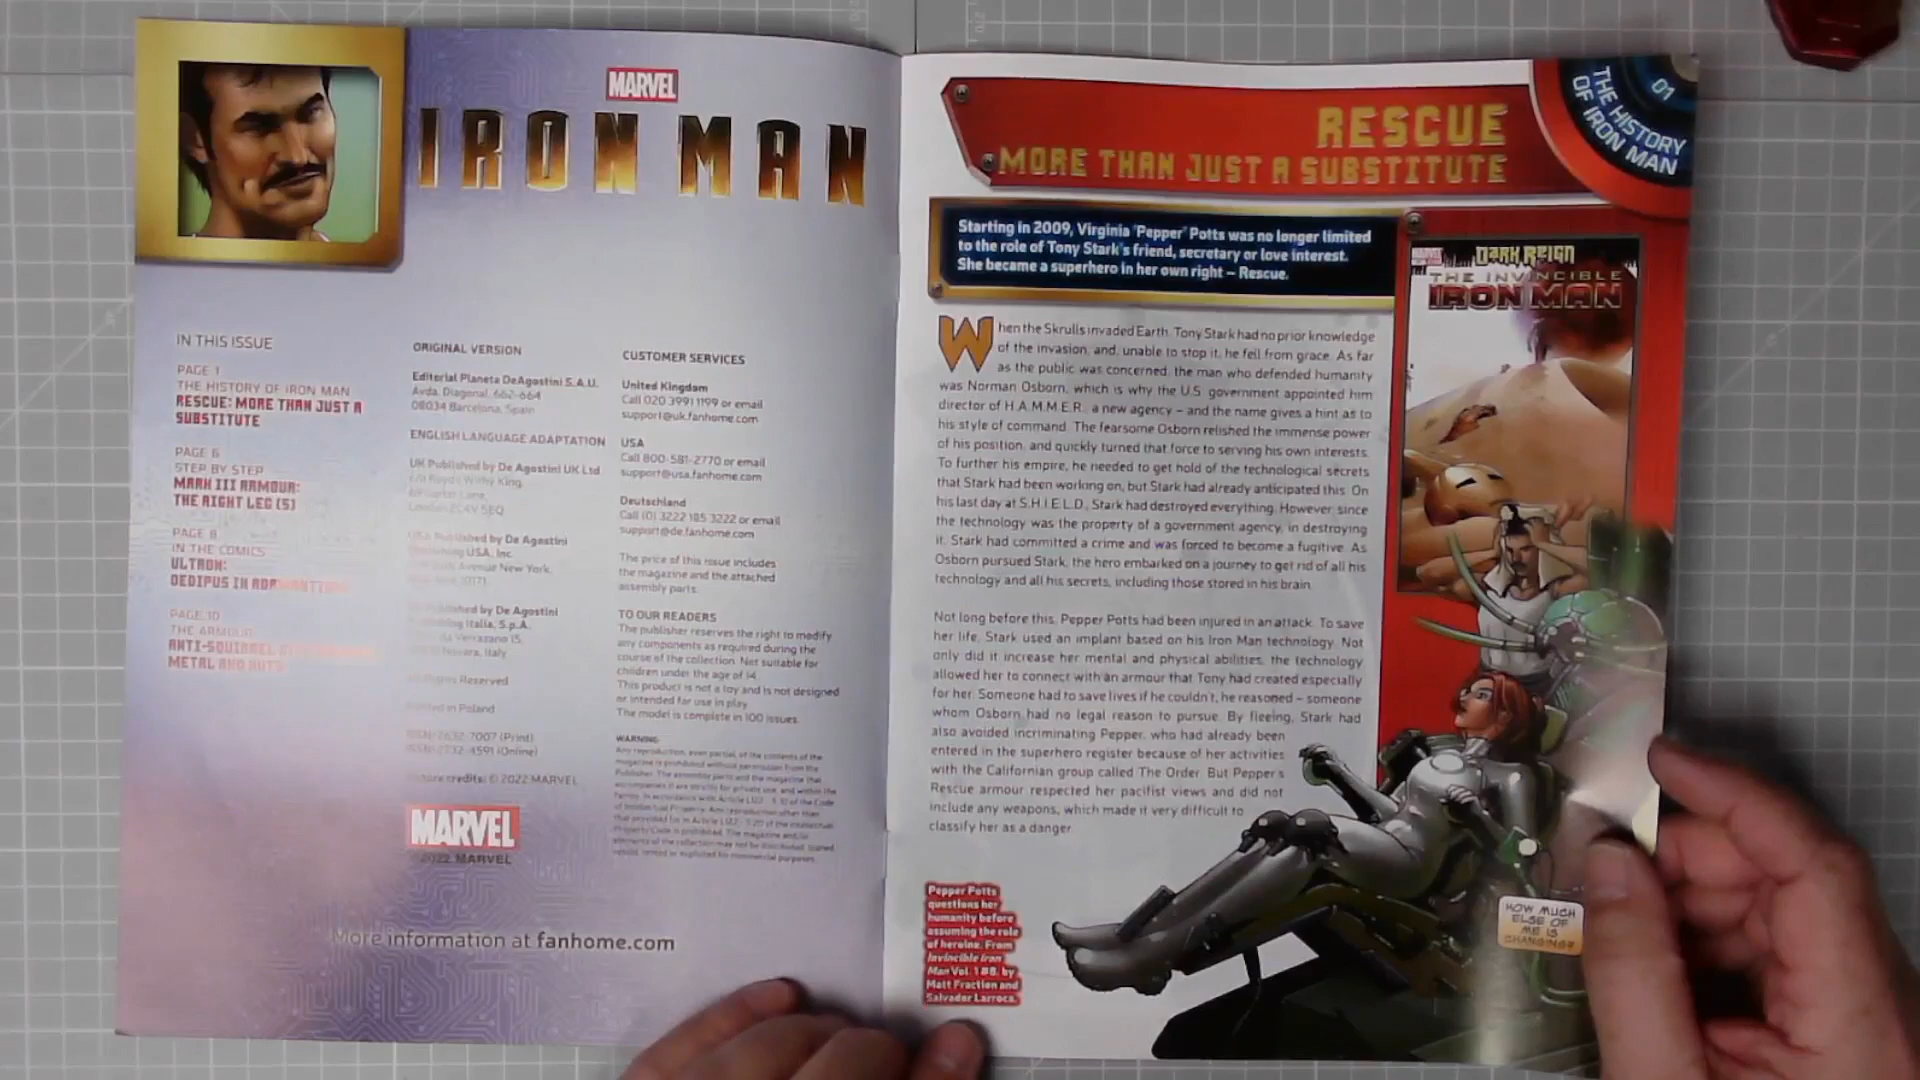 MARVEL
IRON MAN
IN THIS ISSUE
PAGE 1
THE HISTORY OF IRON MAN
RESCUE: MORE THAN JUST A
SUBSTITUTE
PAGE 6
STEP BY STEP
MARK III ARMOUR:
THE RIGHT LEG (5)
PAGE 8
IN THE COMICS
ULTRON:
OEDIPUS IN
PAGE 10
THE ARMOUR
ANTI-SQUIRREL
METAL AND NUTS
ORIGINAL VERSION
Editorial Planeta DeAgostini S.A.U.
Avda. Diagonal, 662-664
08034 Barcelona, Spain
ENGLISH LANGUAGE ADAPTATION
UK Published by De Agostini UK Ltd
London EC4V 5EQ
Published by De Agostini
USA, Inc.
Avenue New York,
Published by De Agostini
Italia, S.p.A.
Verrazano 15,
Novara, Italy
Rights Reserved
in Poland
(Print)
4591 (Online)
credits: © 2022 MARVEL
MARVEL
2022 MARVEL
CUSTOMER SERVICES
United Kingdom
Call 020 3991 1199 or email
support@uk.fanhome.com
USA
Call 800-581-2770 or email
support@usa.fanhome.com
Deutschland
Call (0) 3222 185 3222 or email
support@de.fanhome.com
The price of this issue includes
the magazine and the attached
assembly parts.
TO OUR READERS
The publisher reserves the right to modify
any components as required during the
course of the collection. Not suitable for
children under the age of 14.
This product is not a toy and is not designed
or intended for use in play.
The model is complete in 100 issues.
WARNING
Any reproduction, even partial, of the contents of the
magazine is prohibited without permission from the
Publisher. The assembly parts and the magazine that
More information at fanhome.com
01
THE HISTORY
OF IRON MAN
RESCUE
MORE THAN JUST A SUBSTITUTE
Starting in 2009, Virginia 'Pepper' Potts was no longer limited
to the role of Tony Stark's friend, secretary or love interest.
She became a superhero in her own right – Rescue.
When the Skrulls invaded Earth, Tony Stark had no prior knowledge
of the invasion, and, unable to stop it, he fell from grace. As far
as the public was concerned, the man who defended humanity
was Norman Osborn, which is why the U.S. government appointed him
director of H.A.M.M.E.R., a new agency – and the name gives a hint as to
his style of command. The fearsome Osborn relished the immense power
of his position, and quickly turned that force to serving his own interests.
To further his empire, he needed to get hold of the technological secrets
that Stark had been working on, but Stark had already anticipated this. On
his last day at S.H.I.E.L.D., Stark had destroyed everything. However, since
the technology was the property of a government agency, in destroying
it, Stark had committed a crime and was forced to become a fugitive. As
Osborn pursued Stark, the hero embarked on a journey to get rid of all his
technology and all his secrets, including those stored in his brain.
Not long before this, Pepper Potts had been injured in an attack. To save
her life, Stark used an implant based on his Iron Man technology. Not
only did it increase her mental and physical abilities, the technology
allowed her to connect with an armour that Tony had created especially
for her. Someone had to save lives if he couldn't, he reasoned – someone
whom Osborn had no legal reason to pursue. By fleeing, Stark had
also avoided incriminating Pepper, who had already been
entered in the superhero register because of her activities
with the Californian group called The Order. But Pepper's
Rescue armour respected her pacifist views and did not
include any weapons, which made it very difficult to
classify her as a danger.
DARK REIGN
THE INVINCIBLE
IRON MAN
Pepper Potts
questions her
humanity before
assuming the role
of heroine. From
Invincible Iron
Man Vol. 1 #8, by
Matt Fraction and
Salvador Larroca.
HOW MUCH
ELSE OF
ME IS
CHANGING?